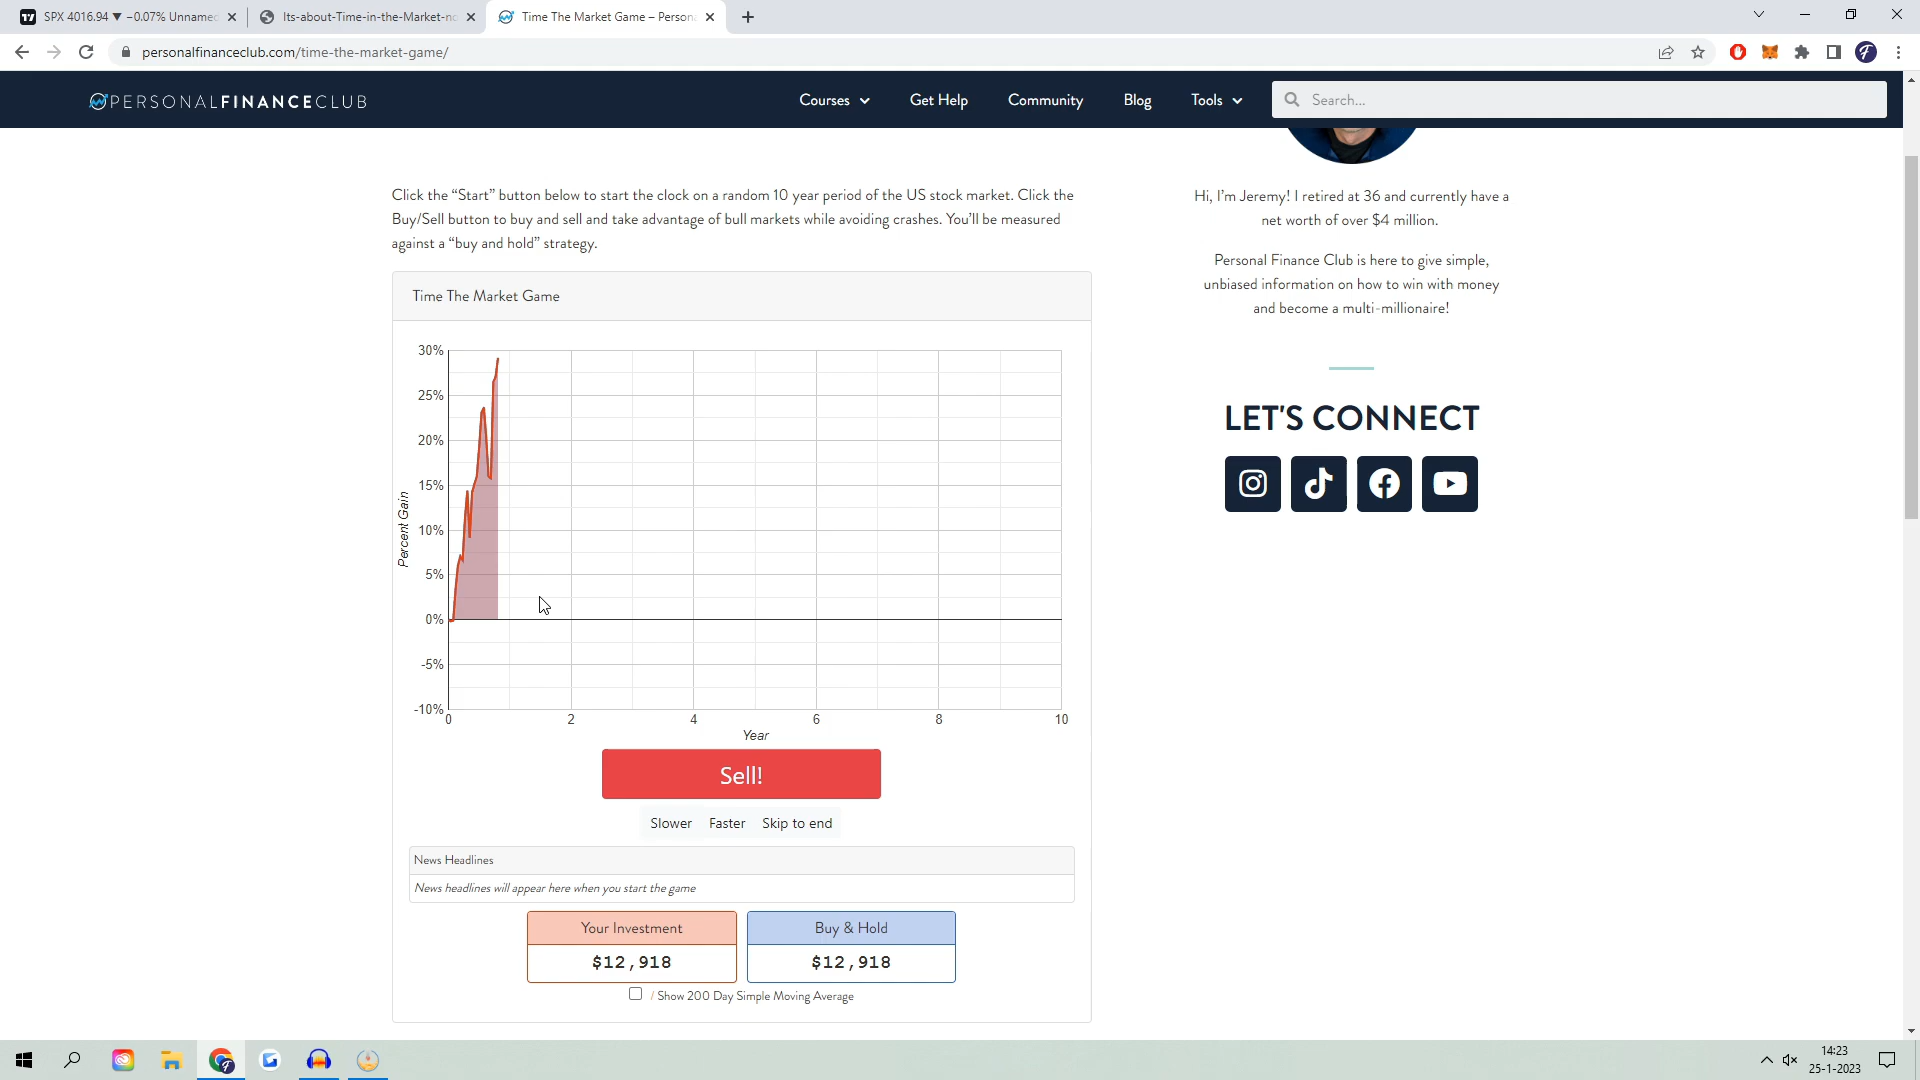 SPX 4016.94 ▼ −0.07% Unnamed
Its-about-Time-in-the-Market-no
Time The Market Game – Person
personalfinanceclub.com/time-the-market-game/
PERSONALFINANCECLUB
Courses
Get Help
Community
Blog
Tools
Search...
Click the “Start” button below to start the clock on a random 10 year period of the US stock market. Click the
Buy/Sell button to buy and sell and take advantage of bull markets while avoiding crashes. You’ll be measured
against a “buy and hold” strategy.
Hi, I’m Jeremy! I retired at 36 and currently have a
net worth of over $4 million.
Personal Finance Club is here to give simple,
unbiased information on how to win with money
and become a multi-millionaire!
LET'S CONNECT
Time The Market Game
30%
25%
20%
15%
10%
5%
0%
-5%
-10%
Percent Gain
0
2
4
6
8
10
Year
Sell!
Slower
Faster
Skip to end
News Headlines
News headlines will appear here when you start the game
Your Investment
Buy & Hold
$12,918
$12,918
/ Show 200 Day Simple Moving Average
14:23
25-1-2023